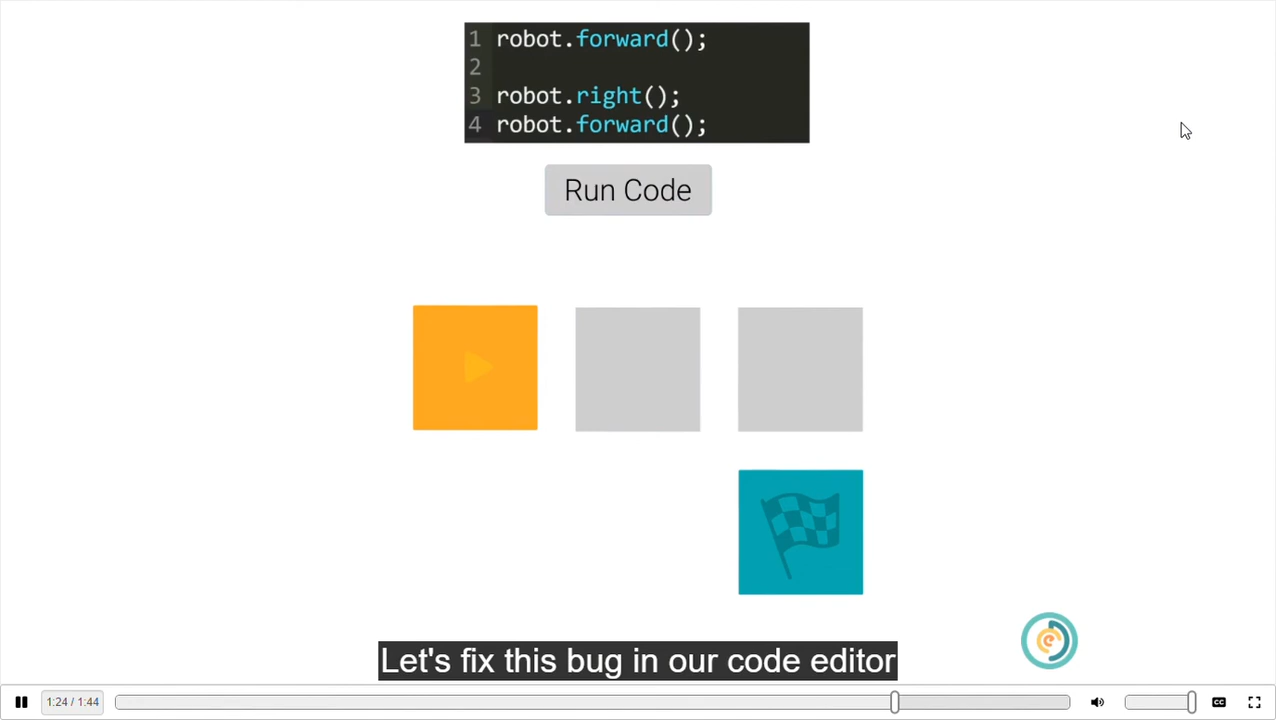 1 robot.forward();
2
3 robot.right();
4 robot.forward();
Run Code
Let's fix this bug in our code editor
1:24 / 1:44
CC